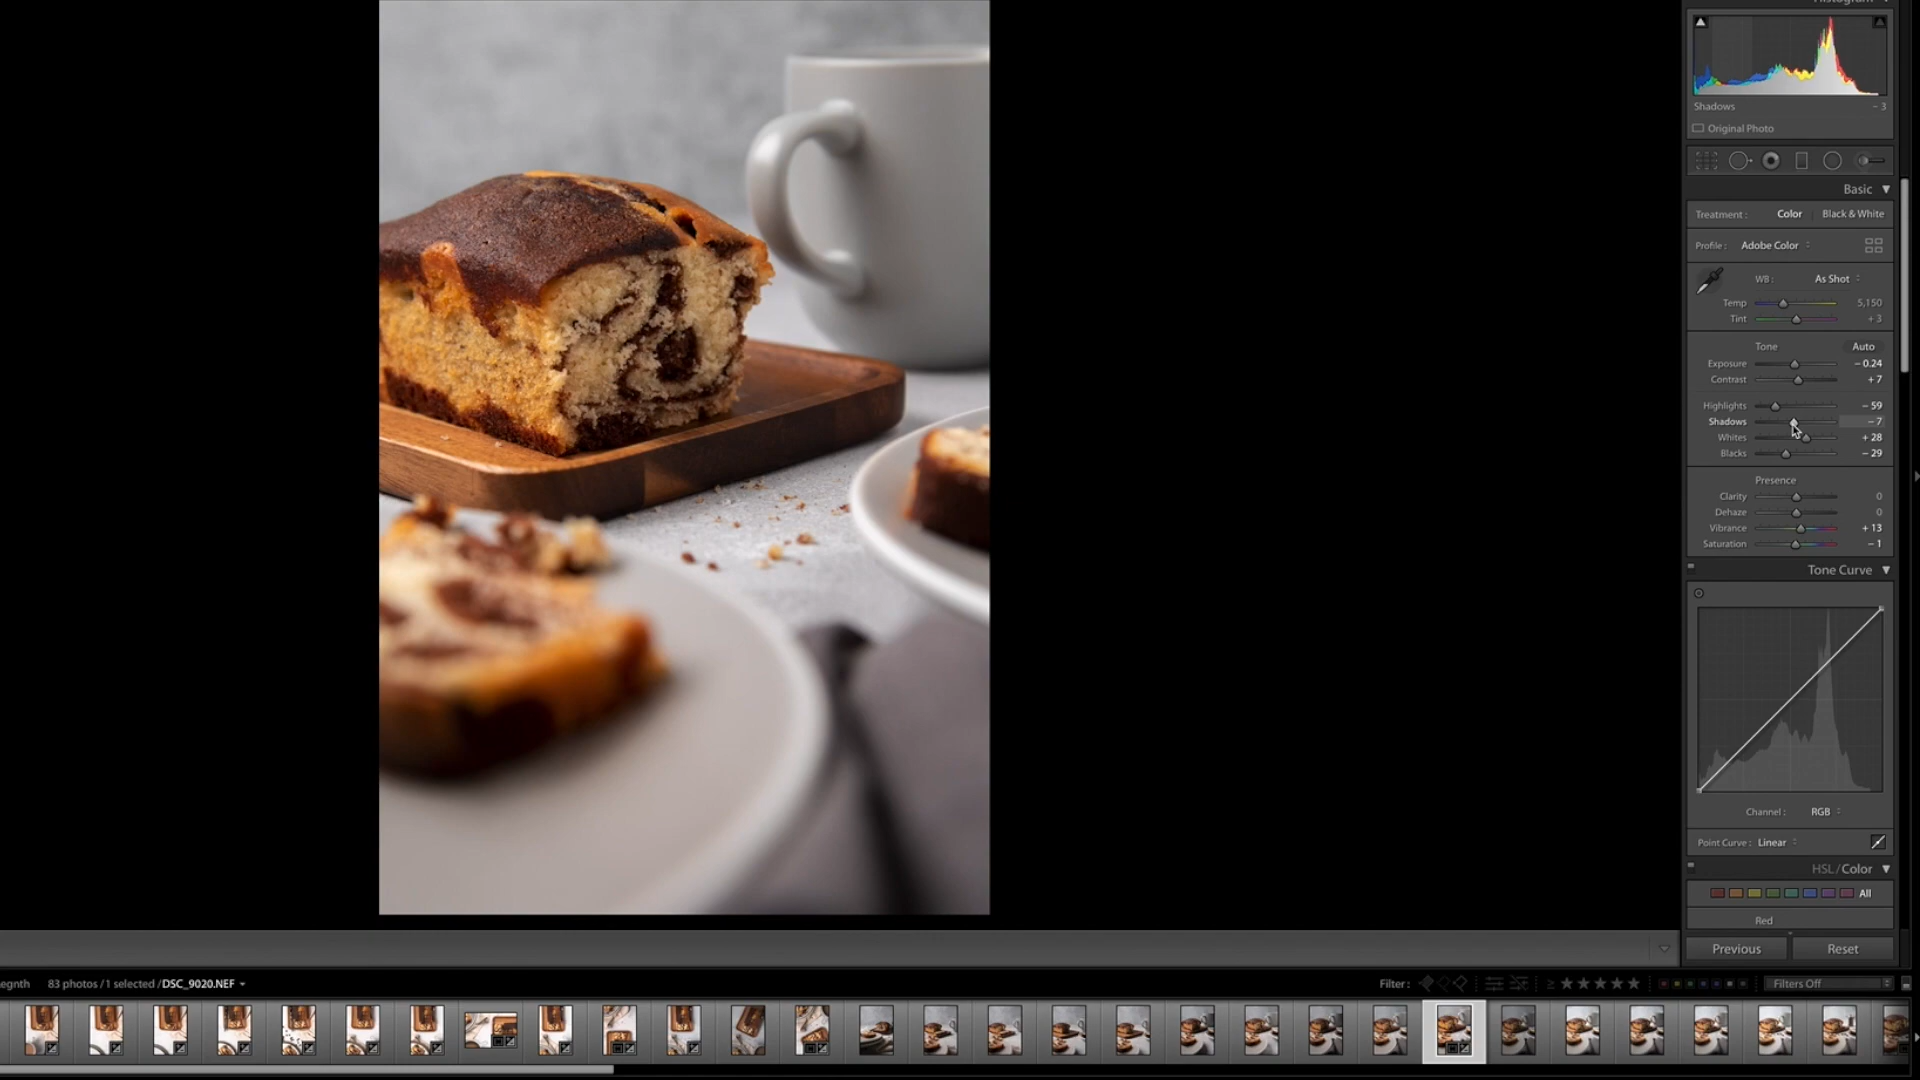 Histogram
Shadows - 3
Original Photo
Basic
Treatment : Color Black & White
Profile : Adobe Color
WB : As Shot
Temp 5,150
Tint + 3
Tone Auto
Exposure - 0.24
Contrast + 7
Highlights - 59
Shadows - 7
Whites + 28
Blacks - 29
Presence
Clarity 0
Dehaze 0
Vibrance + 13
Saturation - 1
Tone Curve
Channel : RGB
Point Curve : Linear
HSL / Color
All
Red
Previous Reset
egnth 83 photos / 1 selected / DSC_9020.NEF Filter : ≥ ★★★★★ Filters Off